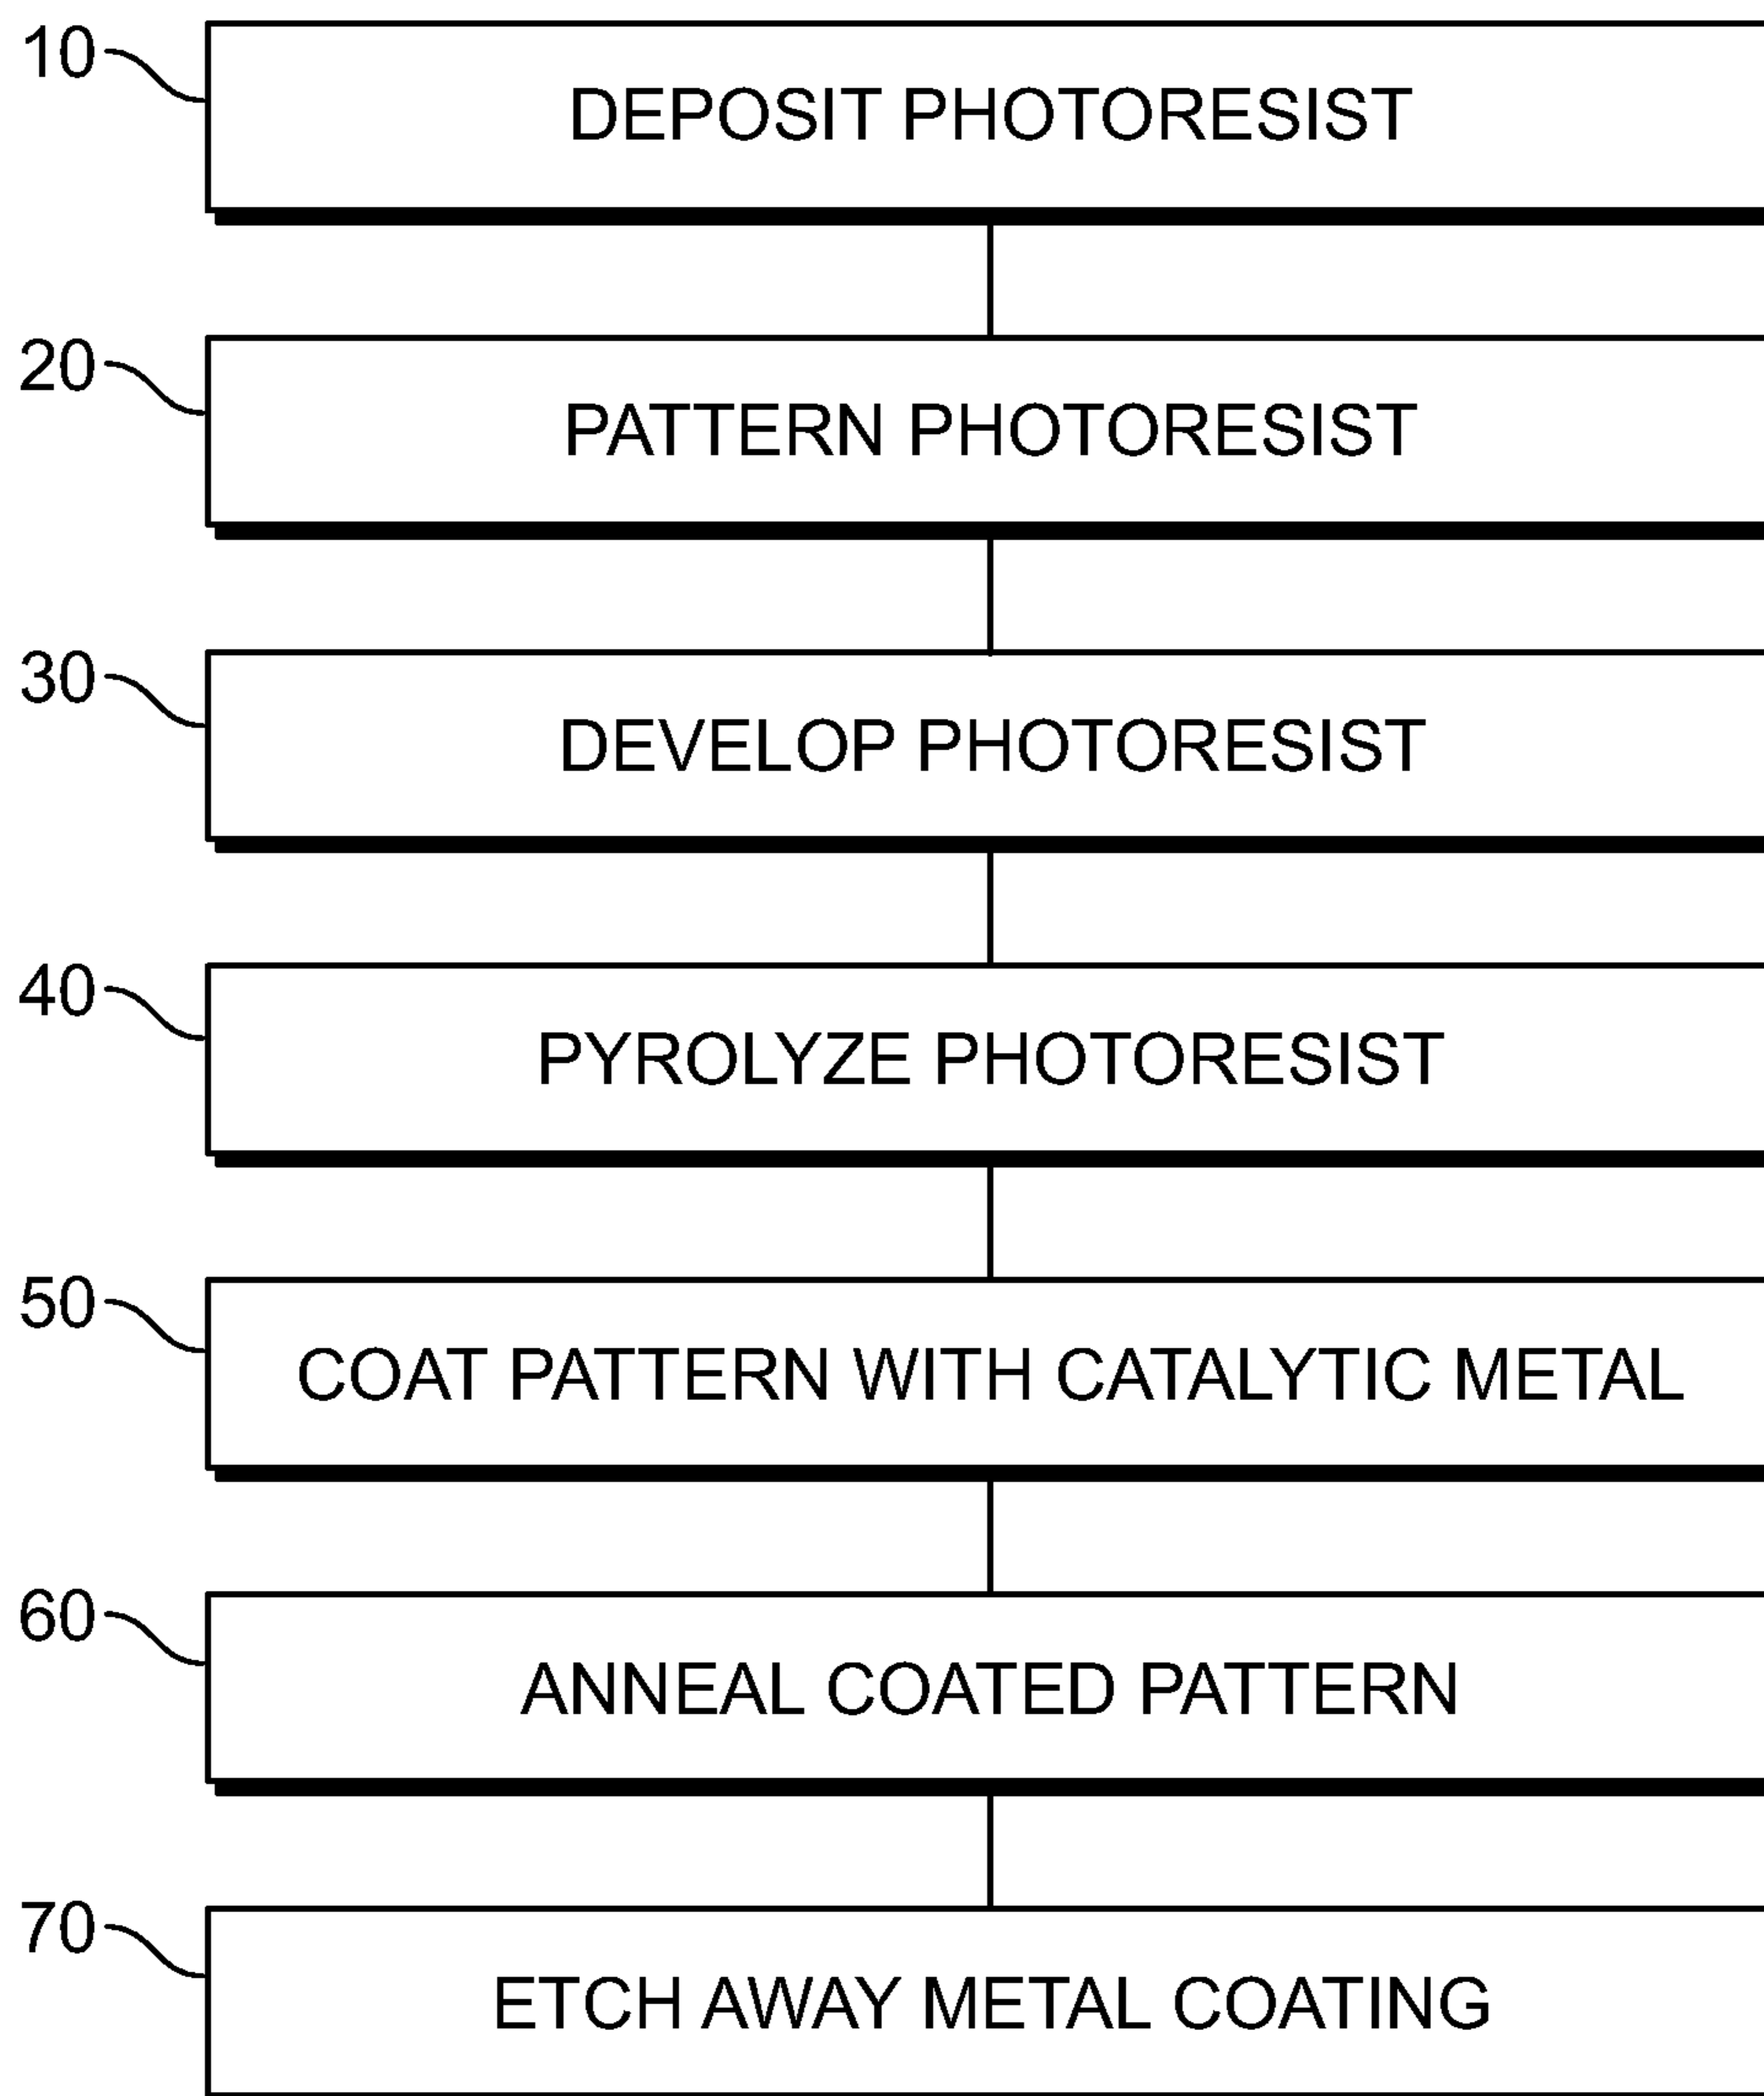 10 DEPOSIT PHOTORESIST
20 PATTERN PHOTORESIST
30 DEVELOP PHOTORESIST
40 PYROLYZE PHOTORESIST
50 COAT PATTERN WITH CATALYTIC METAL
60 ANNEAL COATED PATTERN
70 ETCH AWAY METAL COATING